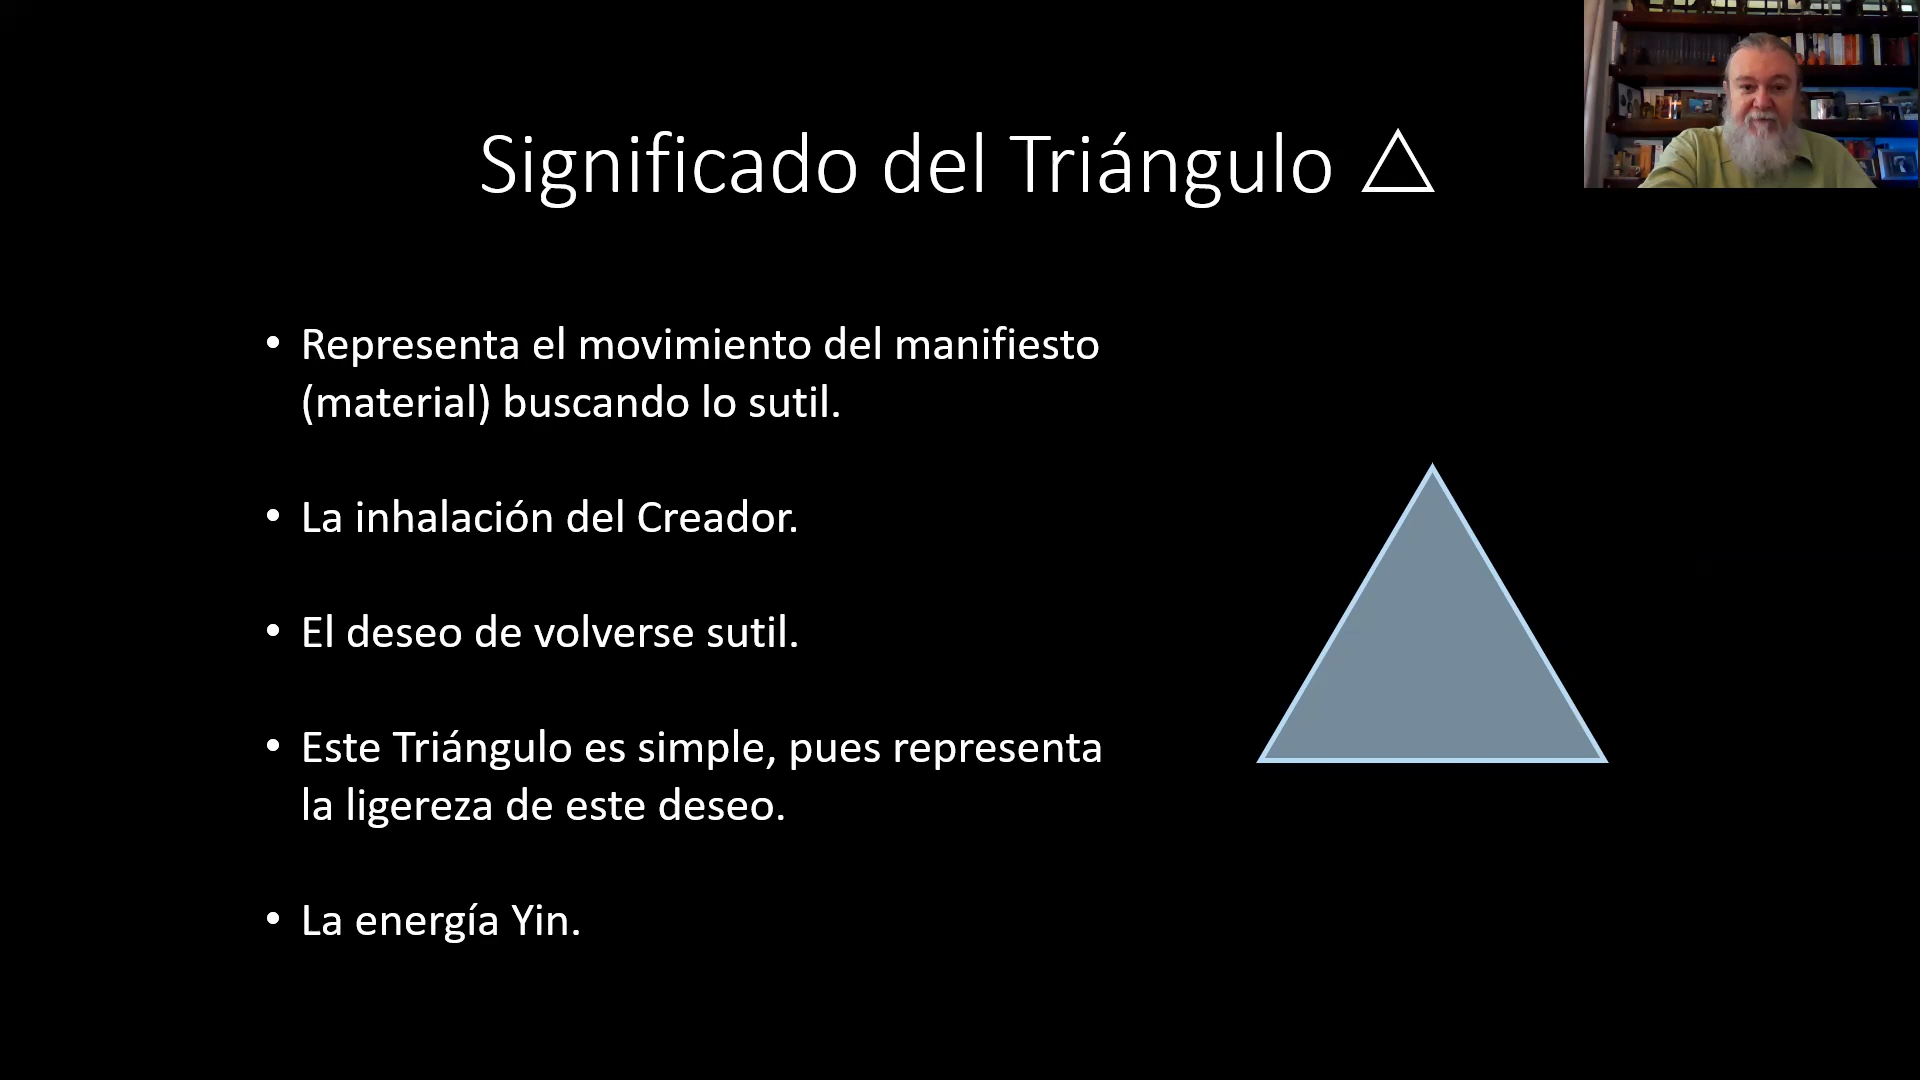 Significado del Triángulo △
• Representa el movimiento del manifiesto
(material) buscando lo sutil.
• La inhalación del Creador.
• El deseo de volverse sutil.
• Este Triángulo es simple, pues representa
la ligereza de este deseo.
• La energía Yin.